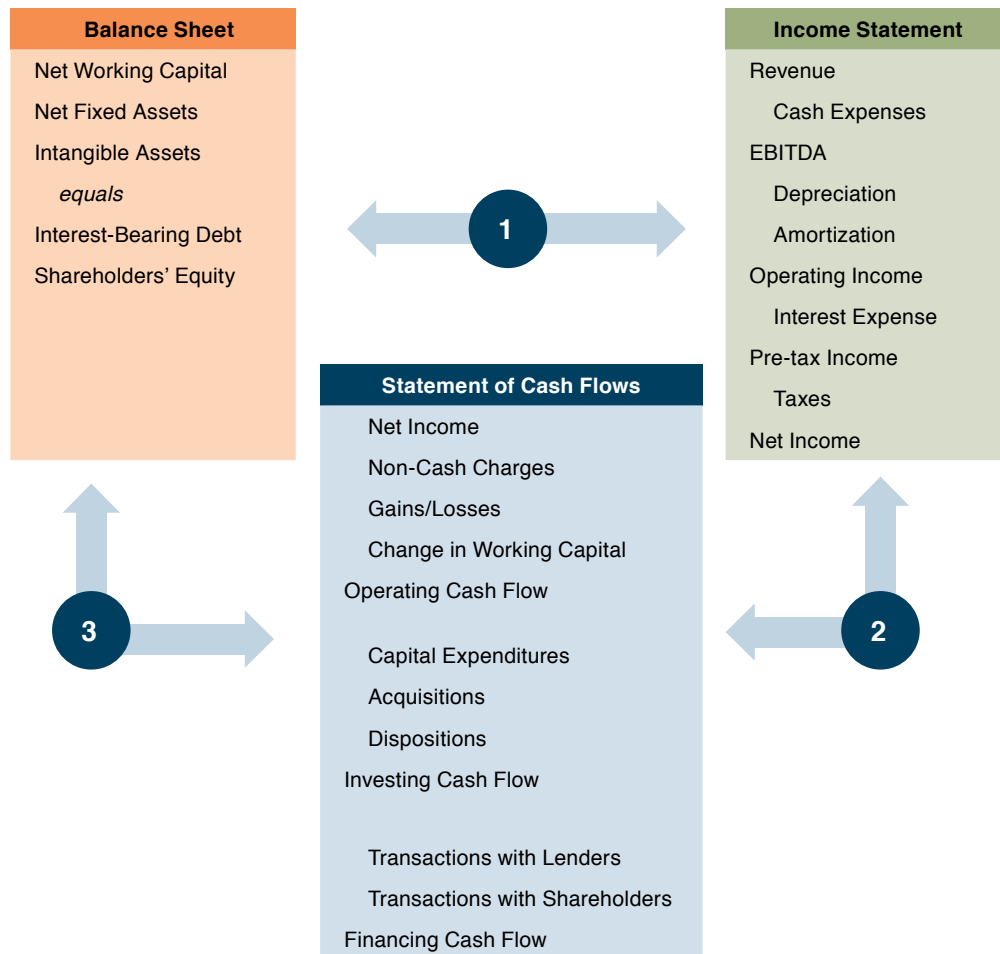 Balance Sheet
Net Working Capital
Net Fixed Assets
Intangible Assets
equals
Interest-Bearing Debt
Shareholders’ Equity
1
Income Statement
Revenue
Cash Expenses
EBITDA
Depreciation
Amortization
Operating Income
Interest Expense
Pre-tax Income
Taxes
Net Income
Statement of Cash Flows
Net Income
Non-Cash Charges
Gains/Losses
Change in Working Capital
Operating Cash Flow
Capital Expenditures
Acquisitions
Dispositions
Investing Cash Flow
Transactions with Lenders
Transactions with Shareholders
Financing Cash Flow
3
2